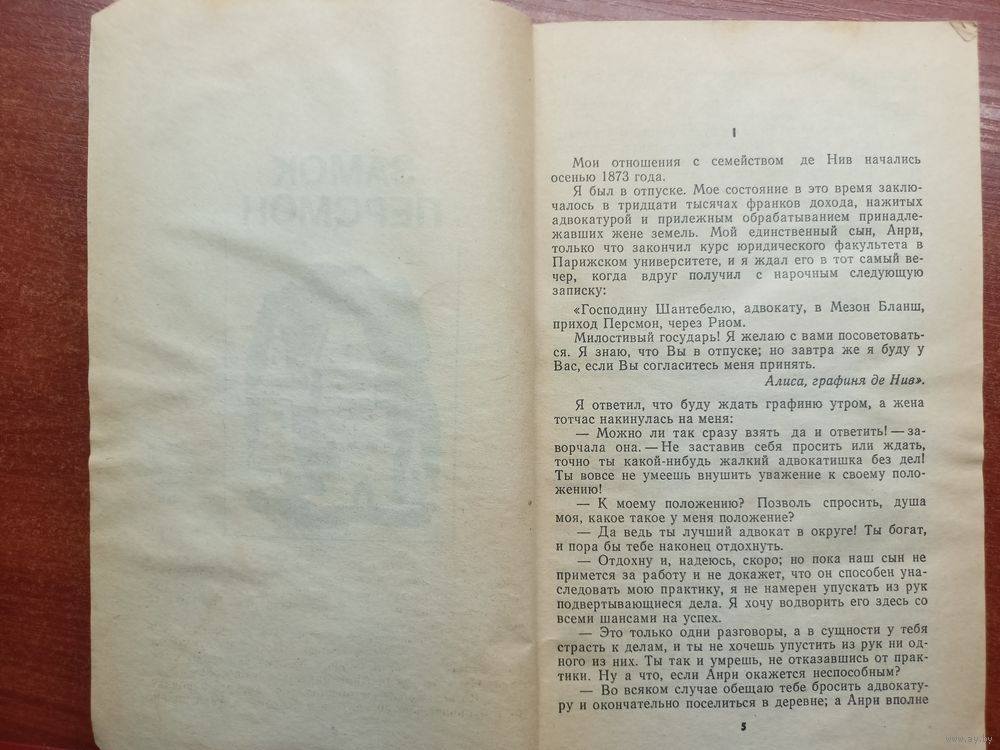 ЗАМОК
ПЕРСМОН
I
Мои отношения с семейством де Нив начались
осенью 1873 года.
Я был в отпуске. Мое состояние в это время заклю-
чалось в тридцати тысячах франков дохода, нажитых
адвокатурой и прилежным обрабатыванием принадле-
жавших жене земель. Мой единственный сын, Анри,
только что закончил курс юридического факультета в
Парижском университете, и я ждал его в тот самый ве-
чер, когда вдруг получил с нарочным следующую
записку:
«Господину Шантебелю, адвокату, в Мезон Бланш,
приход Персмон, через Риом.
Милостивый государь! Я желаю с вами посоветовать-
ся. Я знаю, что Вы в отпуске; но завтра же я буду у
Вас, если Вы согласитесь меня принять.
Алиса, графиня де Нив».
Я ответил, что буду ждать графиню утром, а жена
тотчас накинулась на меня:
— Можно ли так сразу взять да и ответить! — за-
ворчала она. — Не заставив себя просить или ждать,
точно ты какой-нибудь жалкий адвокатишка без дел!
Ты вовсе не умеешь внушить уважение к своему поло-
жению!
— К моему положению? Позволь спросить, душа
моя, какое такое у меня положение?
— Да ведь ты лучший адвокат в округе! Ты богат,
и пора бы тебе наконец отдохнуть.
— Отдохну и, надеюсь, скоро; но пока наш сын не
примется за работу и не докажет, что он способен уна-
следовать мою практику, я не намерен упускать из рук
подвертывающиеся дела. Я хочу водворить его здесь со
всеми шансами на успех.
— Это только одни разговоры, а в сущности у тебя
страсть к делам, и ты не хочешь упустить из рук ни од-
ного из них. Ты так и умрешь, не отказавшись от прак-
тики. Ну а что, если Анри окажется неспособным?
— Во всяком случае обещаю тебе бросить адвокату-
ру и окончательно поселиться в деревне; а Анри вполне
5
www.ay.by